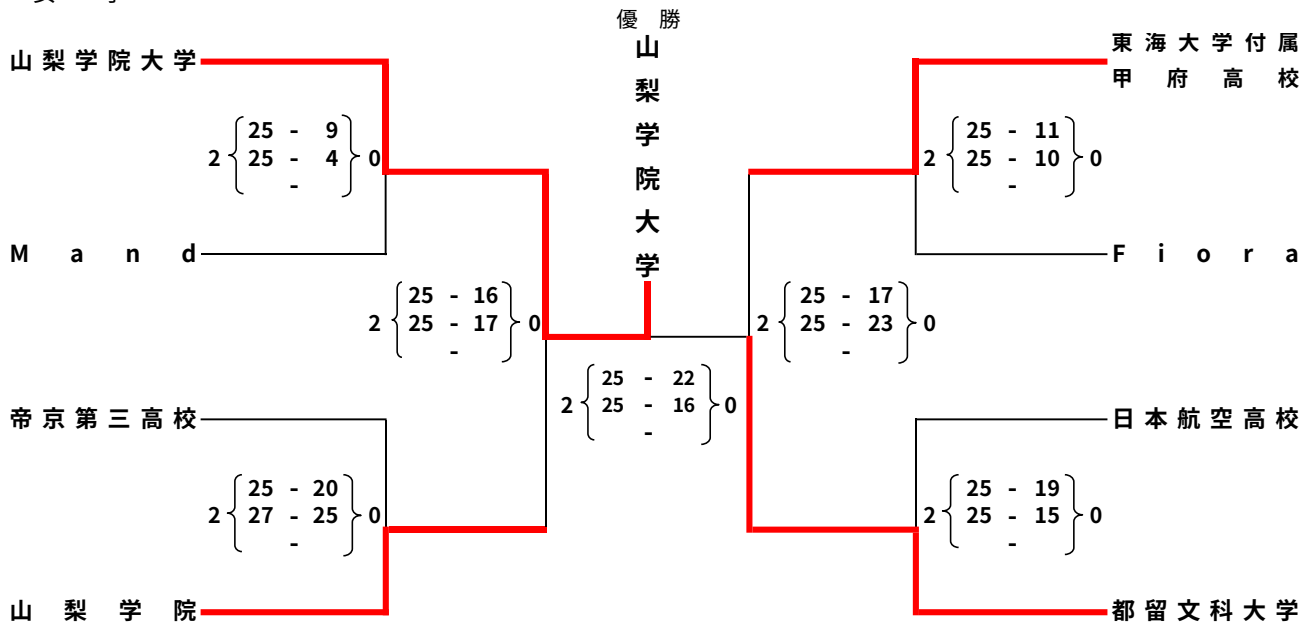 優 勝
山梨学院大学
山梨学院大学
25 - 9
2 25 - 4 0
-
Mand
25 - 16
2 25 - 17 0
-
帝京第三高校
25 - 20
2 27 - 25 0
-
山梨学院
25 - 22
2 25 - 16 0
-
東海大学付属
甲府高校
25 - 11
2 25 - 10 0
-
Fiora
25 - 17
2 25 - 23 0
-
日本航空高校
25 - 19
2 25 - 15 0
-
都留文科大学